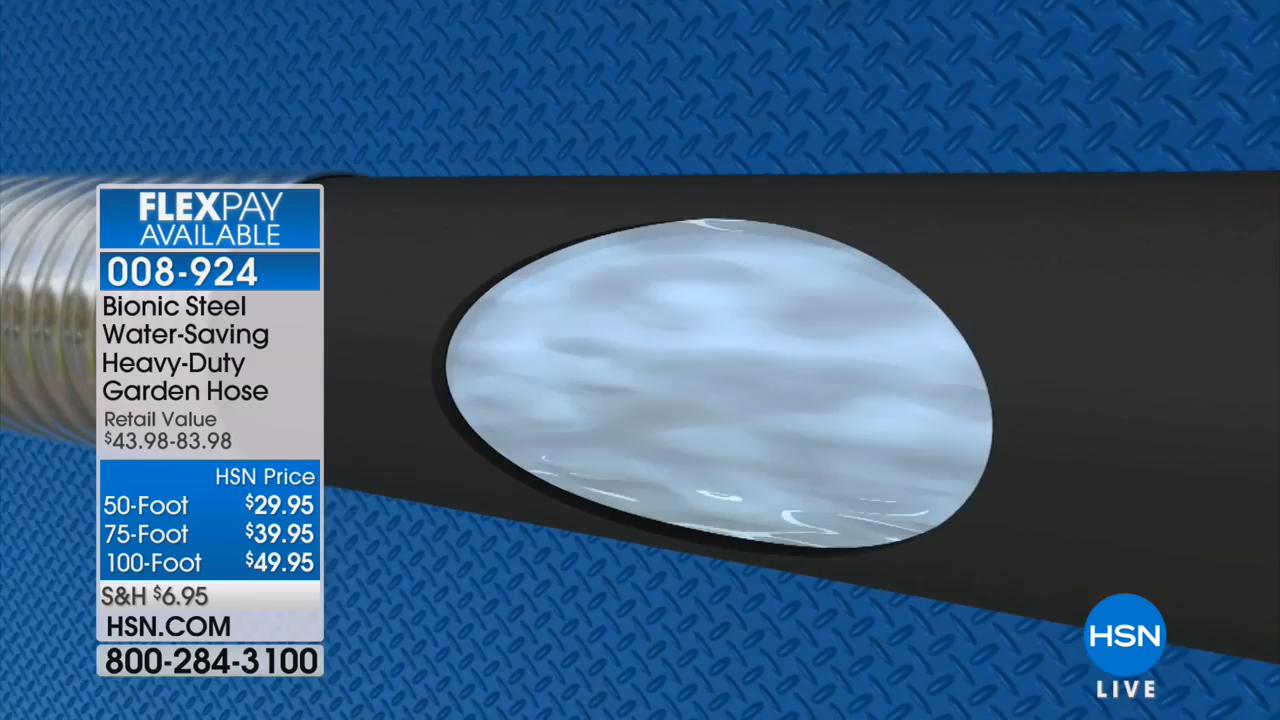 FLEXPAY
AVAILABLE
008-924
Bionic Steel
Water-Saving
Heavy-Duty
Garden Hose
Retail Value
$43.98-83.98
HSN Price
50-Foot $29.95
75-Foot $39.95
100-Foot $49.95
S&H $6.95
HSN.COM
800-284-3100
HSN
LIVE